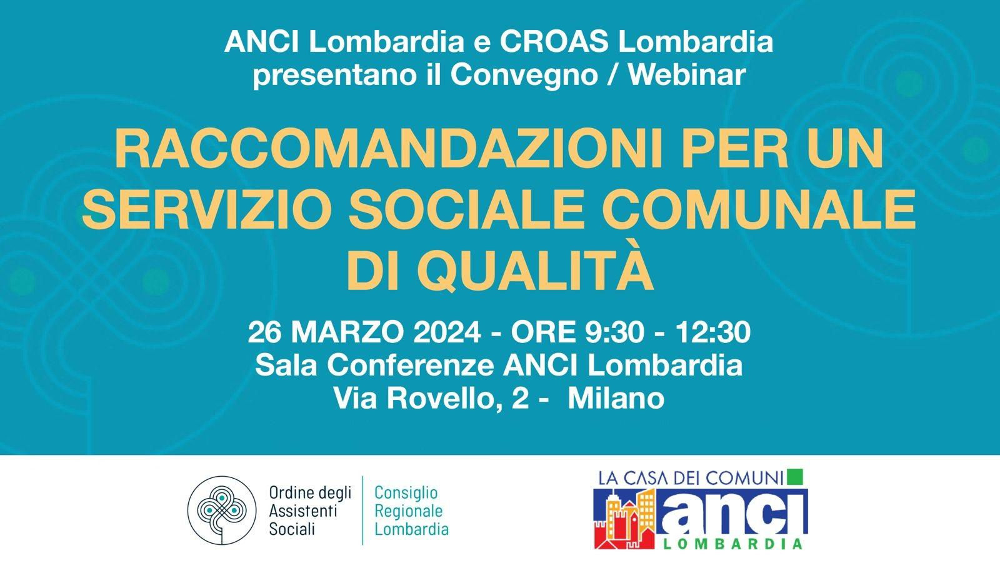 ANCI Lombardia e CROAS Lombardia
presentano il Convegno / Webinar
RACCOMANDAZIONI PER UN
SERVIZIO SOCIALE COMUNALE
DI QUALITÀ
26 MARZO 2024 - ORE 9:30 - 12:30
Sala Conferenze ANCI Lombardia
Via Rovello, 2 - Milano
Ordine degli
Assistenti
Sociali
Consiglio
Regionale
Lombardia
LA CASA DEI COMUNI
anci
LOMBARDIA